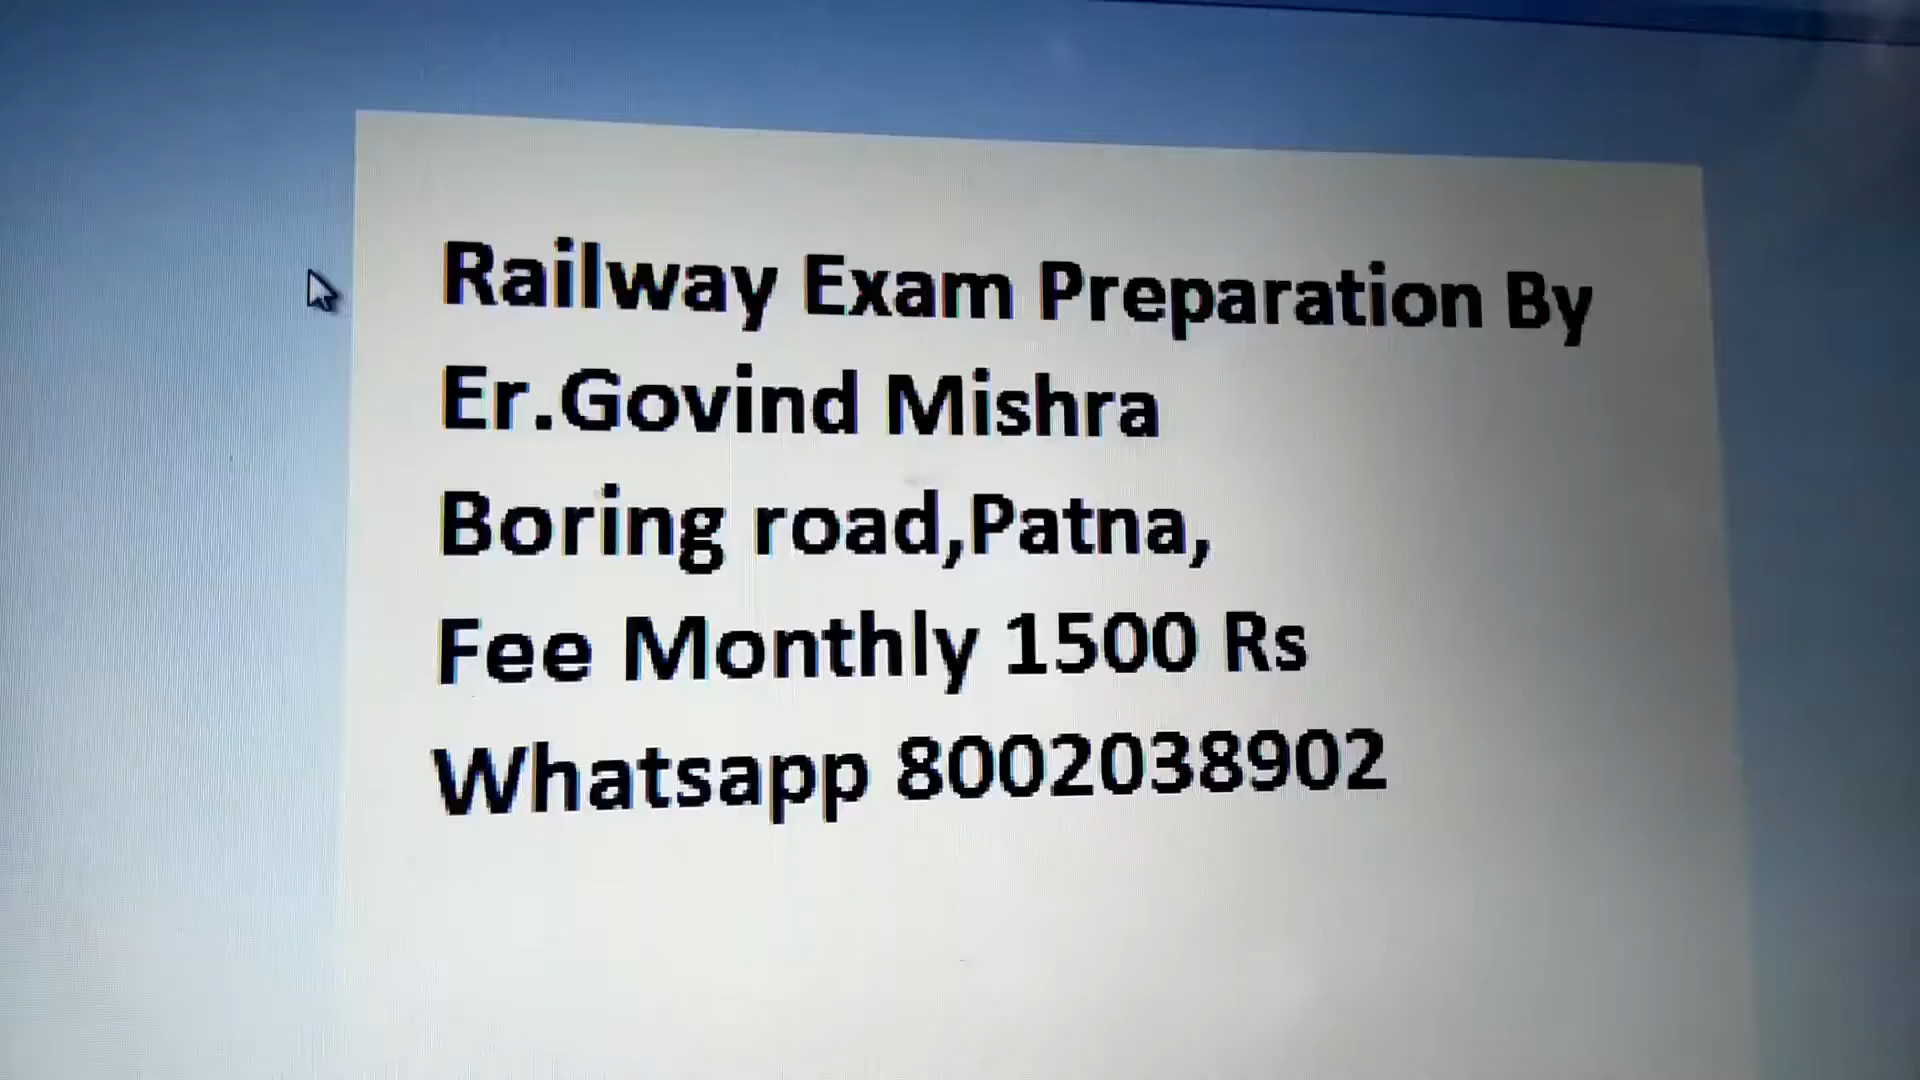 Railway Exam Preparation By
Er.Govind Mishra
Boring road,Patna,
Fee Monthly 1500 Rs
Whatsapp 8002038902